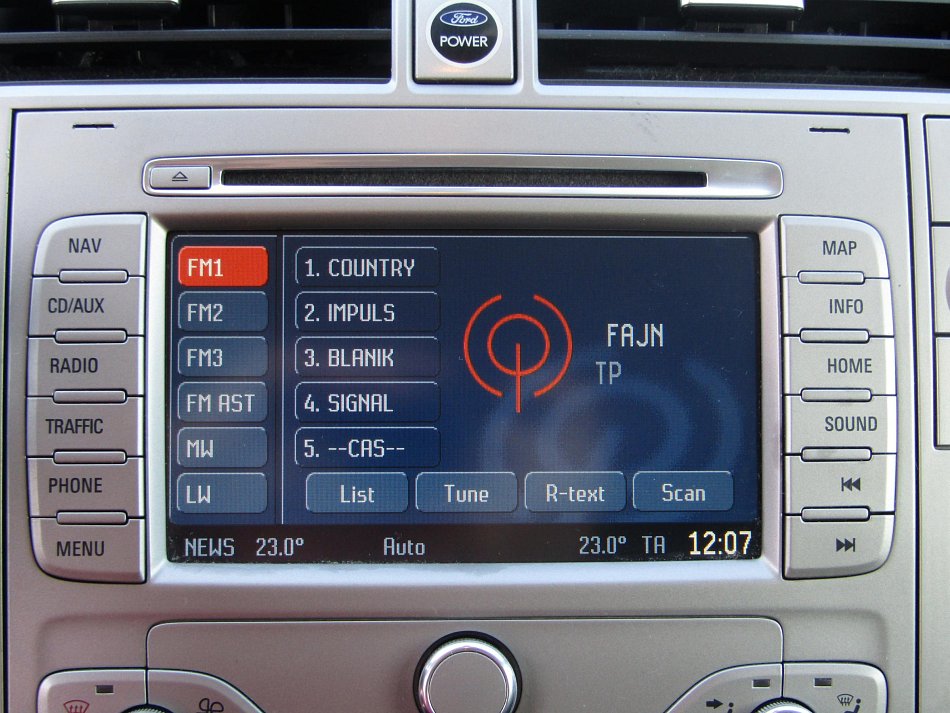 Ford
POWER
NAV
CD/AUX
RADIO
TRAFFIC
PHONE
MENU
FM1
FM2
FM3
FM AST
MW
LW
1. COUNTRY
2. IMPULS
3. BLANIK
4. SIGNAL
5. --CAS--
FAJN
TP
List Tune R-text Scan
NEWS 23.0° Auto 23.0° TA 12:07
MAP
INFO
HOME
SOUND